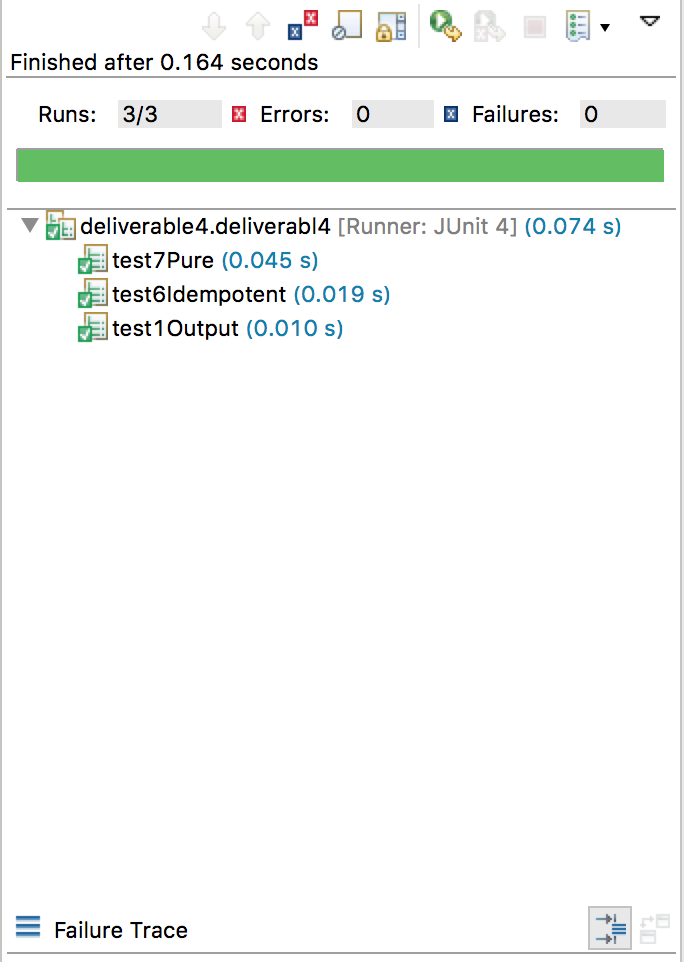 Finished after 0.164 seconds
Runs: 3/3 Errors: 0 Failures: 0
deliverable4.deliverabl4 [Runner: JUnit 4] (0.074 s)
test7Pure (0.045 s)
test6Idempotent (0.019 s)
test1Output (0.010 s)
Failure Trace